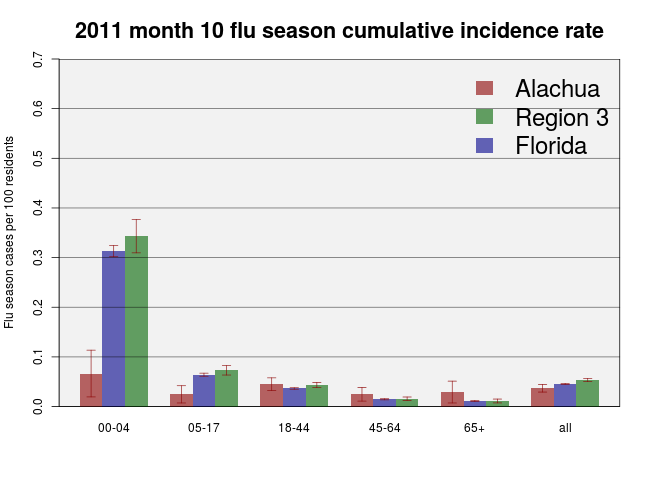 2011 month 10 flu season cumulative incidence rate
Flu season cases per 100 residents
0.7
0.6
0.5
0.4
0.3
0.2
0.1
0.0
Alachua
Region 3
Florida
00-04 05-17 18-44 45-64 65+ all